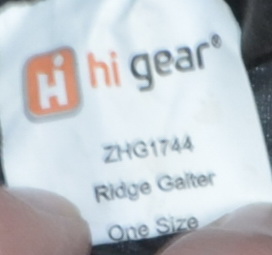 Hi hi gear®
ZHG1744
Ridge Gaiter
One Size